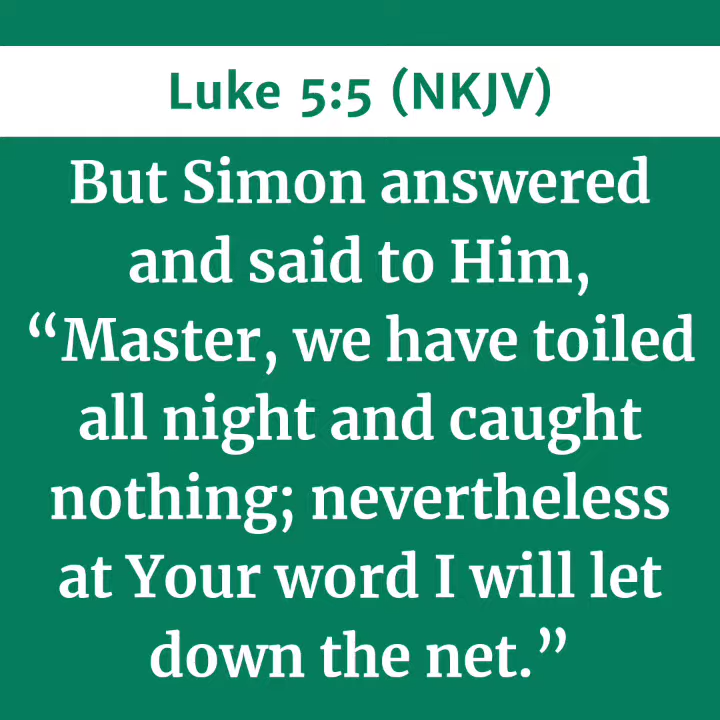 Luke 5:5 (NKJV)
But Simon answered
and said to Him,
“Master, we have toiled
all night and caught
nothing; nevertheless
at Your word I will let
down the net.”